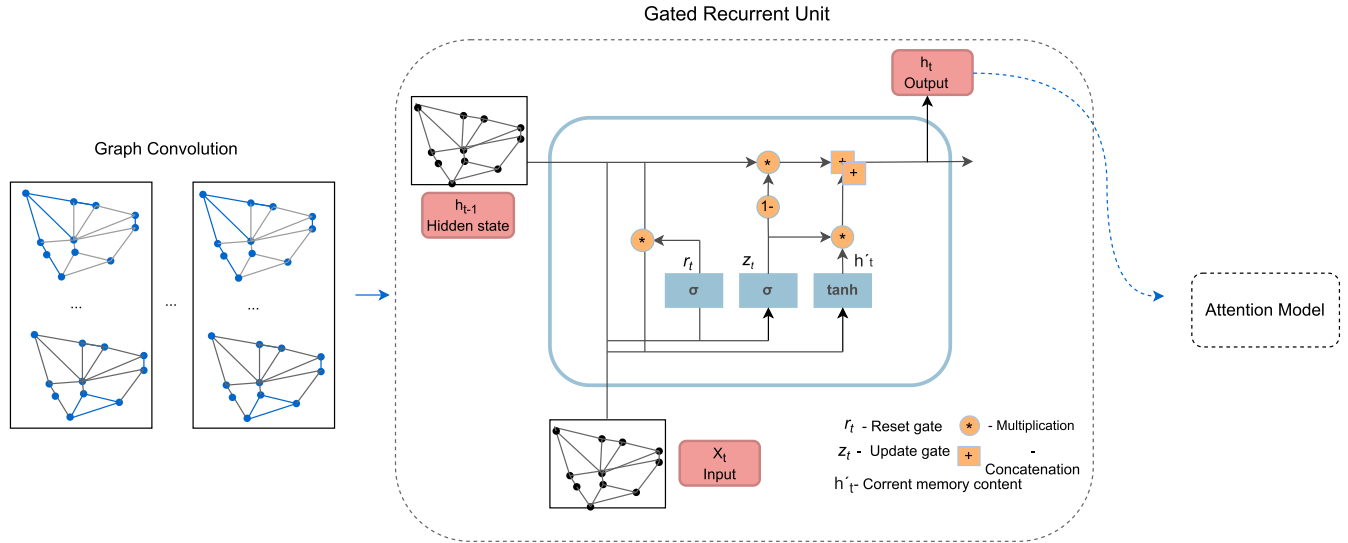 Gated Recurrent Unit
h_t
Output
Graph Convolution
h_t-1
Hidden state
*
+
+
1-
*
*
r_t
z_t
h´_t
σ
σ
tanh
...
...
...
Attention Model
X_t
Input
r_t - Reset gate
* - Multiplication
z_t - Update gate
+ -
Concatenation
h´_t- Corrent memory content